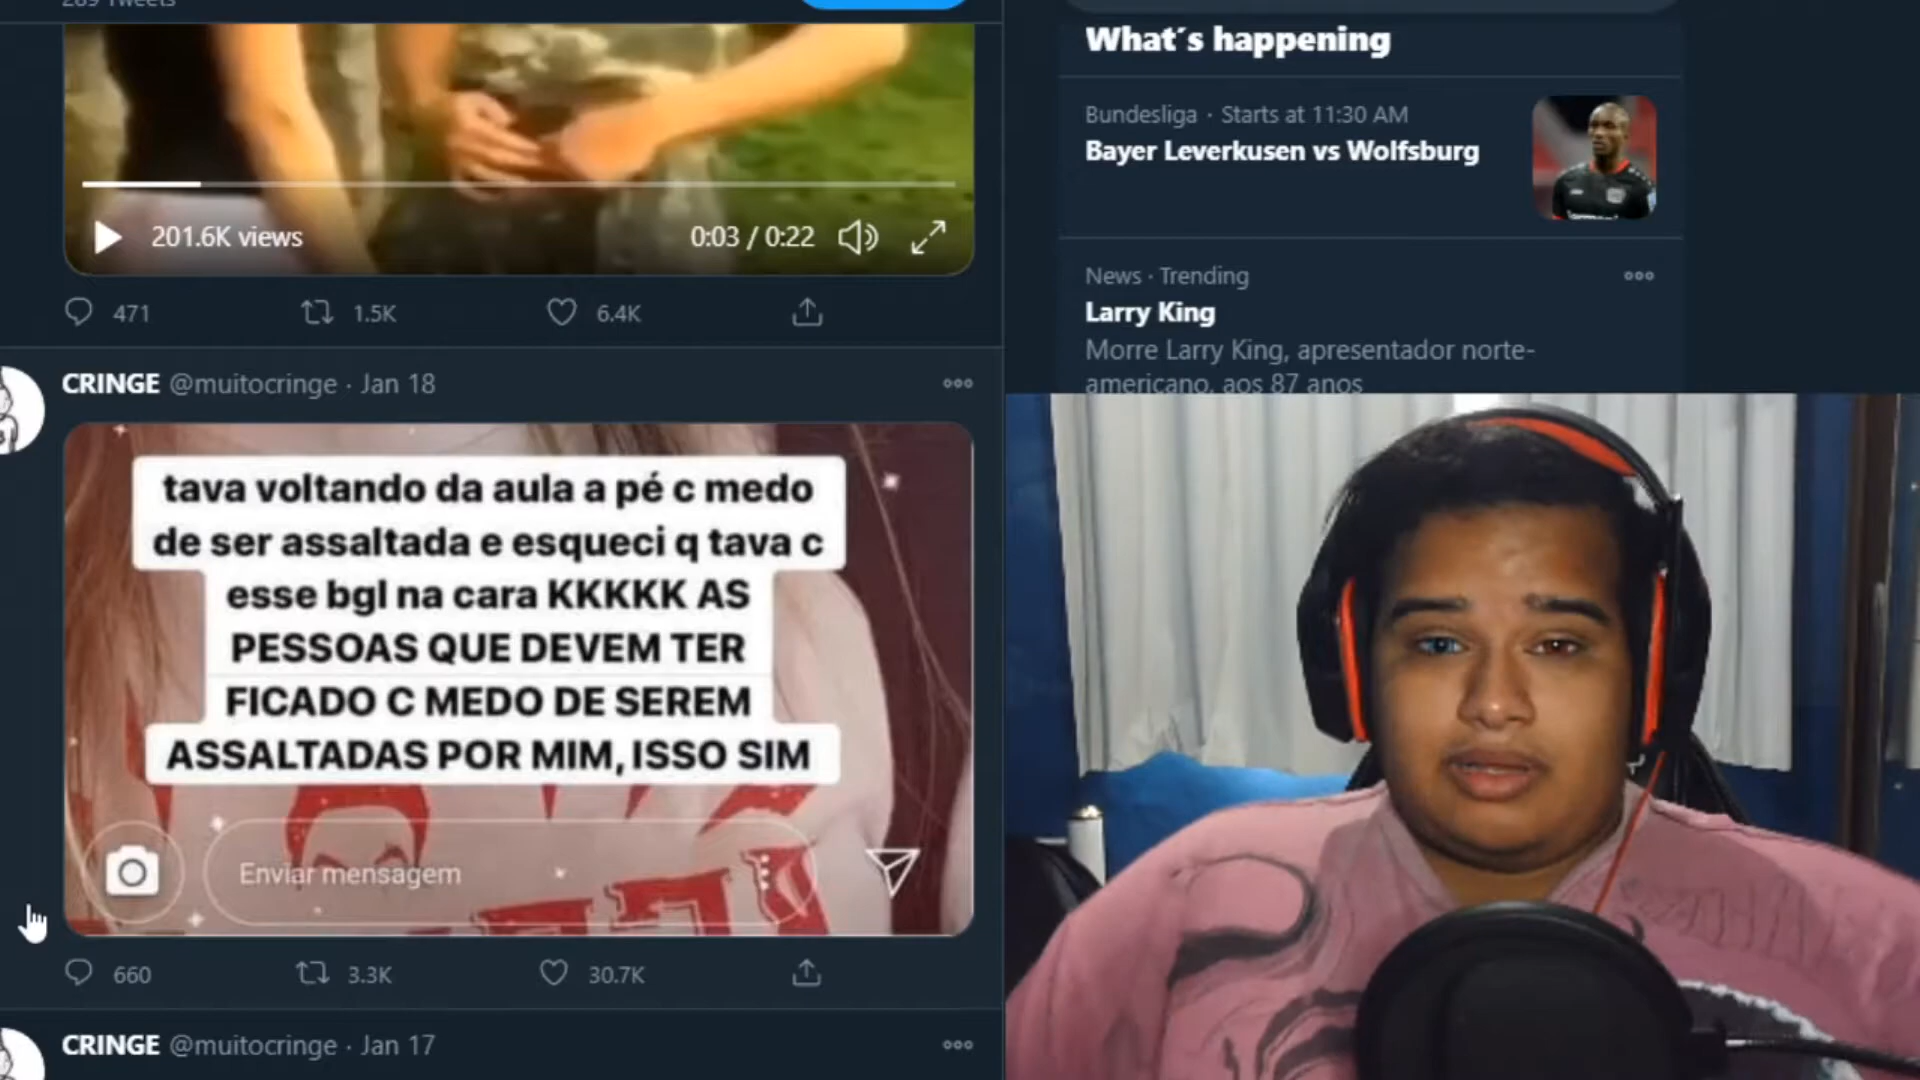 289 Tweets
201.6K views
0:03 / 0:22
471
1.5K
6.4K
CRINGE @muitocringe · Jan 18
tava voltando da aula a pé c medo
de ser assaltada e esqueci q tava c
esse bgl na cara KKKKK AS
PESSOAS QUE DEVEM TER
FICADO C MEDO DE SEREM
ASSALTADAS POR MIM, ISSO SIM
Enviar mensagem
660
3.3K
30.7K
CRINGE @muitocringe · Jan 17
What´s happening
Bundesliga · Starts at 11:30 AM
Bayer Leverkusen vs Wolfsburg
News · Trending
Larry King
Morre Larry King, apresentador norte-
americano, aos 87 anos